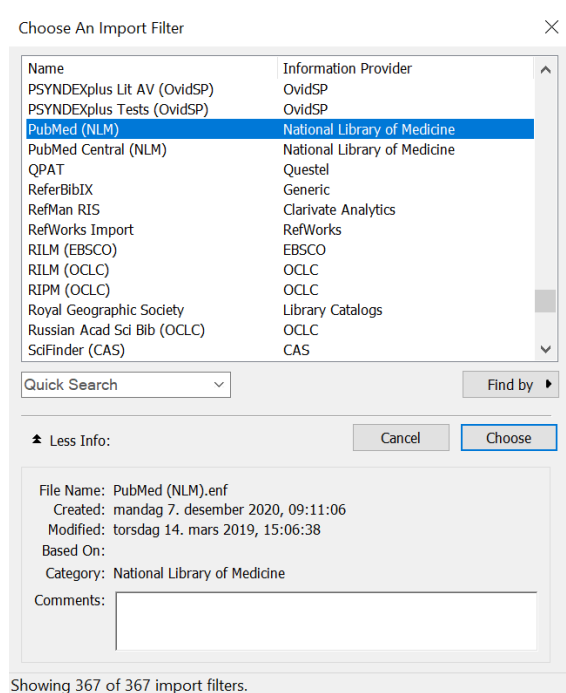 Choose An Import Filter
Name Information Provider
PSYNDEXplus Lit AV (OvidSP) OvidSP
PSYNDEXplus Tests (OvidSP) OvidSP
PubMed (NLM) National Library of Medicine
PubMed Central (NLM) National Library of Medicine
QPAT Questel
ReferBibIX Generic
RefMan RIS Clarivate Analytics
RefWorks Import RefWorks
RILM (EBSCO) EBSCO
RILM (OCLC) OCLC
RIPM (OCLC) OCLC
Royal Geographic Society Library Catalogs
Russian Acad Sci Bib (OCLC) OCLC
SciFinder (CAS) CAS
Quick Search Find by
Less Info: Cancel Choose
File Name: PubMed (NLM).enf
Created: mandag 7. desember 2020, 09:11:06
Modified: torsdag 14. mars 2019, 15:06:38
Based On:
Category: National Library of Medicine
Comments:
Showing 367 of 367 import filters.